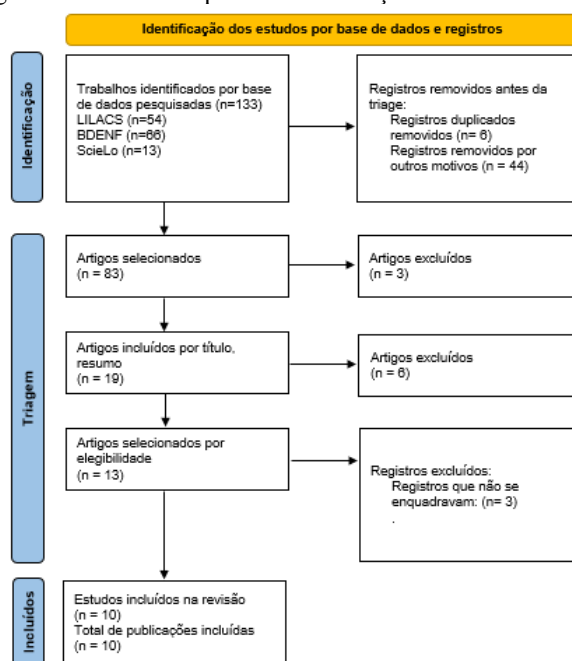 Identificação dos estudos por base de dados e registros
Identificação
Trabalhos identificados por base
de dados pesquisadas (n=133)
LILACS (n=54)
BDENF (n=66)
ScieLo (n=13)
Registros removidos antes da
triage:
Registros duplicados
removidos (n= 6)
Registros removidos por
outros motivos (n = 44)
Triagem
Artigos selecionados
(n = 83)
Artigos excluídos
(n = 3)
Artigos incluídos por título,
resumo
(n = 19)
Artigos excluídos
(n = 6)
Artigos selecionados por
elegibilidade
(n = 13)
Registros excluídos:
Registros que não se
enquadravam: (n= 3)
.
Incluídos
Estudos incluídos na revisão
(n = 10)
Total de publicações incluídas
(n = 10)